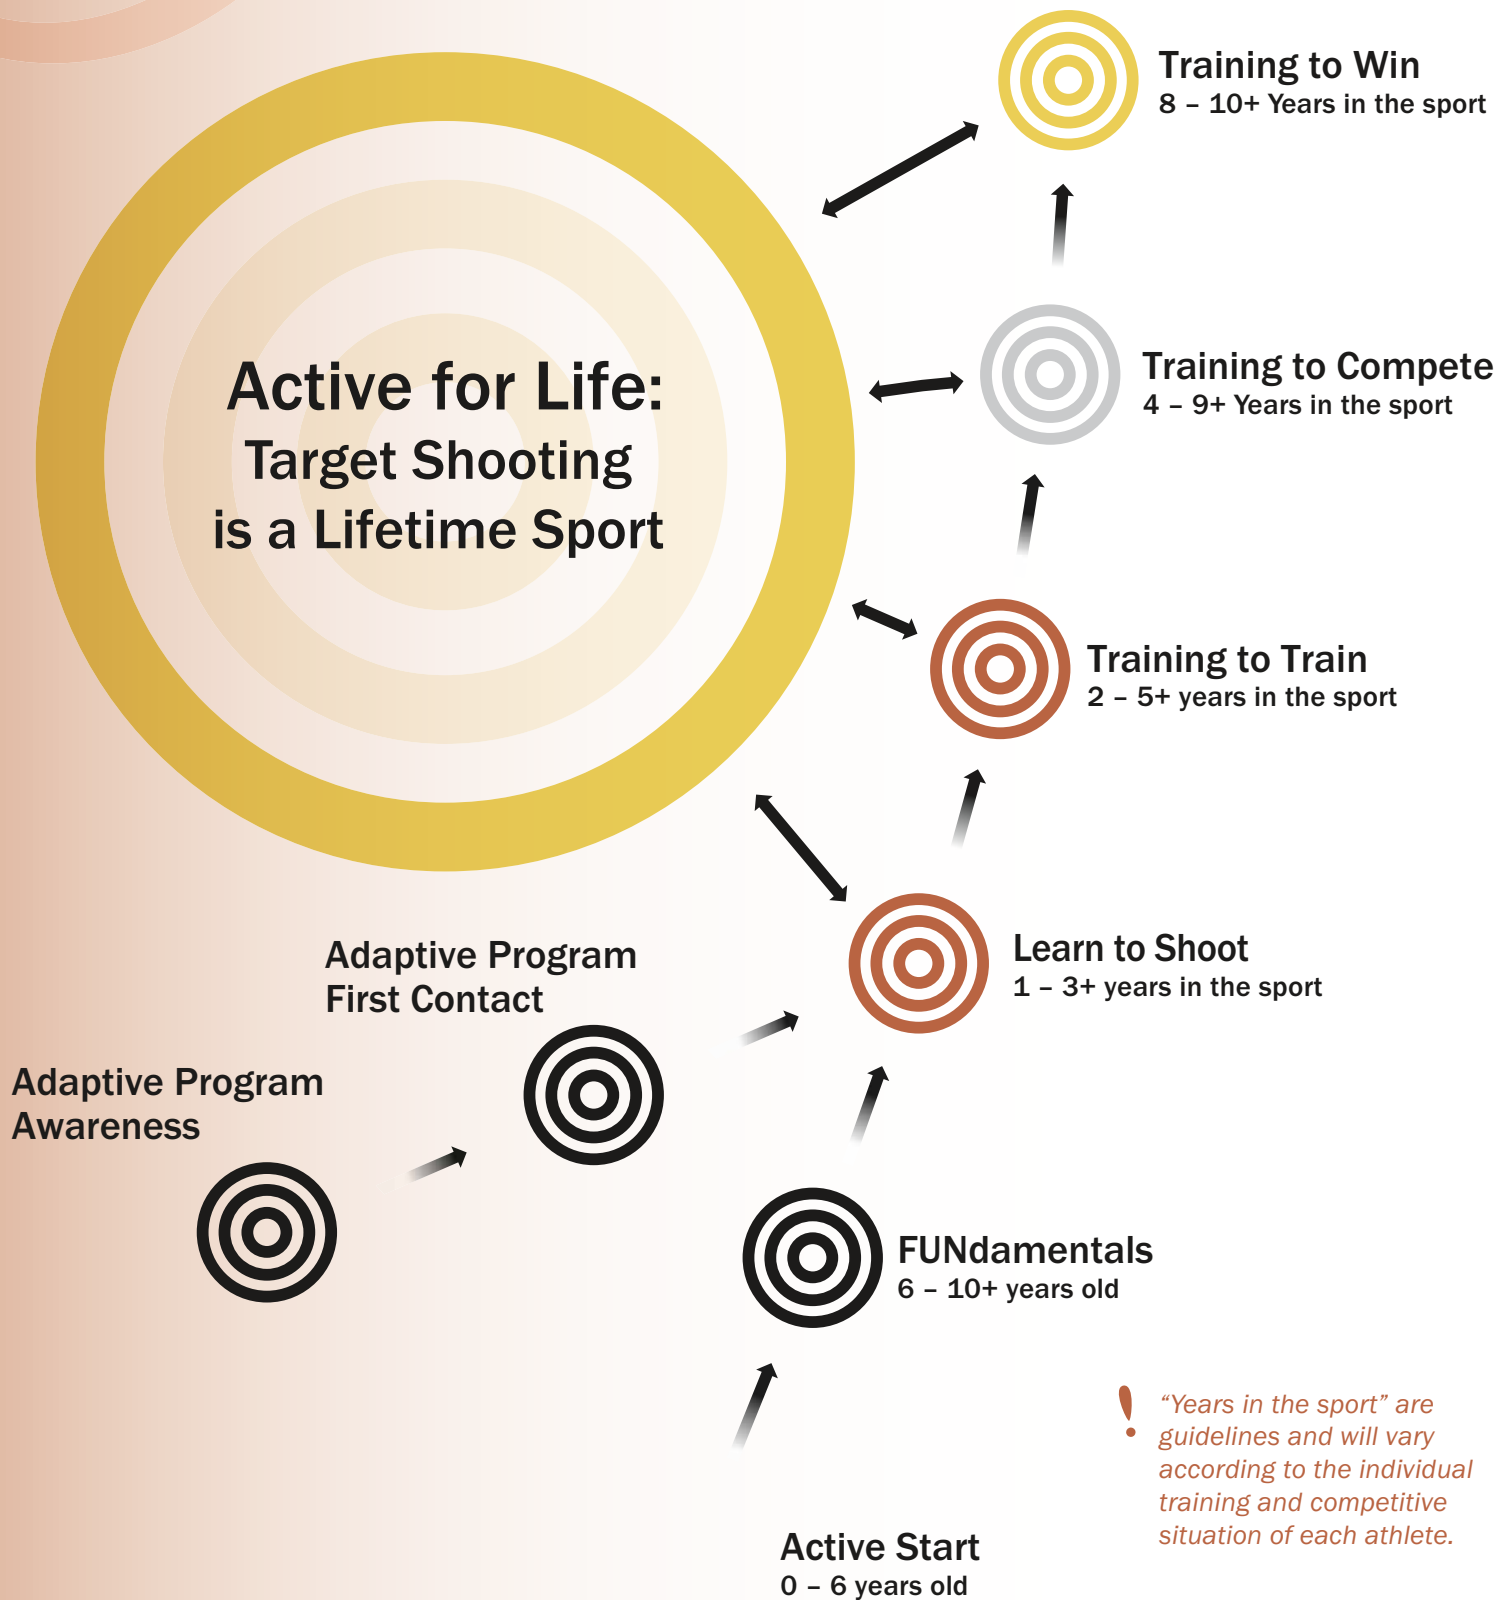 Training to Win
8 – 10+ Years in the sport
Training to Compete
4 – 9+ Years in the sport
Active for Life:
Target Shooting
is a Lifetime Sport
Training to Train
2 – 5+ years in the sport
Learn to Shoot
1 – 3+ years in the sport
Adaptive Program
First Contact
Adaptive Program
Awareness
FUNdamentals
6 – 10+ years old
! “Years in the sport” are
guidelines and will vary
according to the individual
training and competitive
situation of each athlete.
Active Start
0 – 6 years old